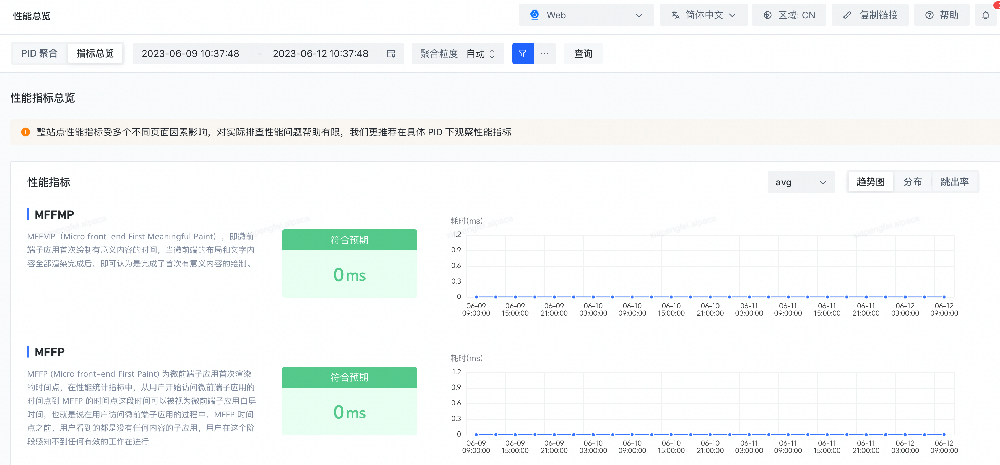 性能总览
Web
简体中文
区域: CN
复制链接
帮助
PID 聚合
指标总览
2023-06-09 10:37:48 - 2023-06-12 10:37:48
聚合粒度 自动
查询
性能指标总览
整站点性能指标受多个不同页面因素影响，对实际排查性能问题帮助有限，我们更推荐在具体 PID 下观察性能指标
性能指标
avg
趋势图
分布
跳出率
MFFMP
MFFMP（Micro front-end First Meaningful Paint），即微前
端子应用首次绘制有意义内容的时间，当微前端的布局和文字内
容全部渲染完成后，即可认为是完成了首次有意义内容的绘制。
符合预期
0ms
耗时(ms)
1.2
0.9
0.6
0.3
0
06-09 06-09 06-09 06-10 06-10 06-10 06-10 06-11 06-11 06-11 06-11 06-12 06-12
09:00:00 15:00:00 21:00:00 03:00:00 09:00:00 15:00:00 21:00:00 03:00:00 09:00:00 15:00:00 21:00:00 03:00:00 09:00:00
xiepengfei.alpaca
xiepengfei.alpaca
xiepengfei.alpaca
MFFP
MFFP (Micro front-end First Paint) 为微前端子应用首次渲染
的时间点，在性能统计指标中，从用户开始访问微前端子应用的
时间点到 MFFP 的时间点这段时间可以被视为微前端子应用白屏
时间，也就是说在用户访问微前端子应用的过程中，MFFP 时间
点之前，用户看到的都是没有任何内容的子应用，用户在这个阶
段感知不到任何有效的工作在进行
符合预期
0ms
耗时(ms)
1.2
0.9
0.6
0.3
0
06-09 06-09 06-09 06-10 06-10 06-10 06-10 06-11 06-11 06-11 06-11 06-12 06-12
09:00:00 15:00:00 21:00:00 03:00:00 09:00:00 15:00:00 21:00:00 03:00:00 09:00:00 15:00:00 21:00:00 03:00:00 09:00:00